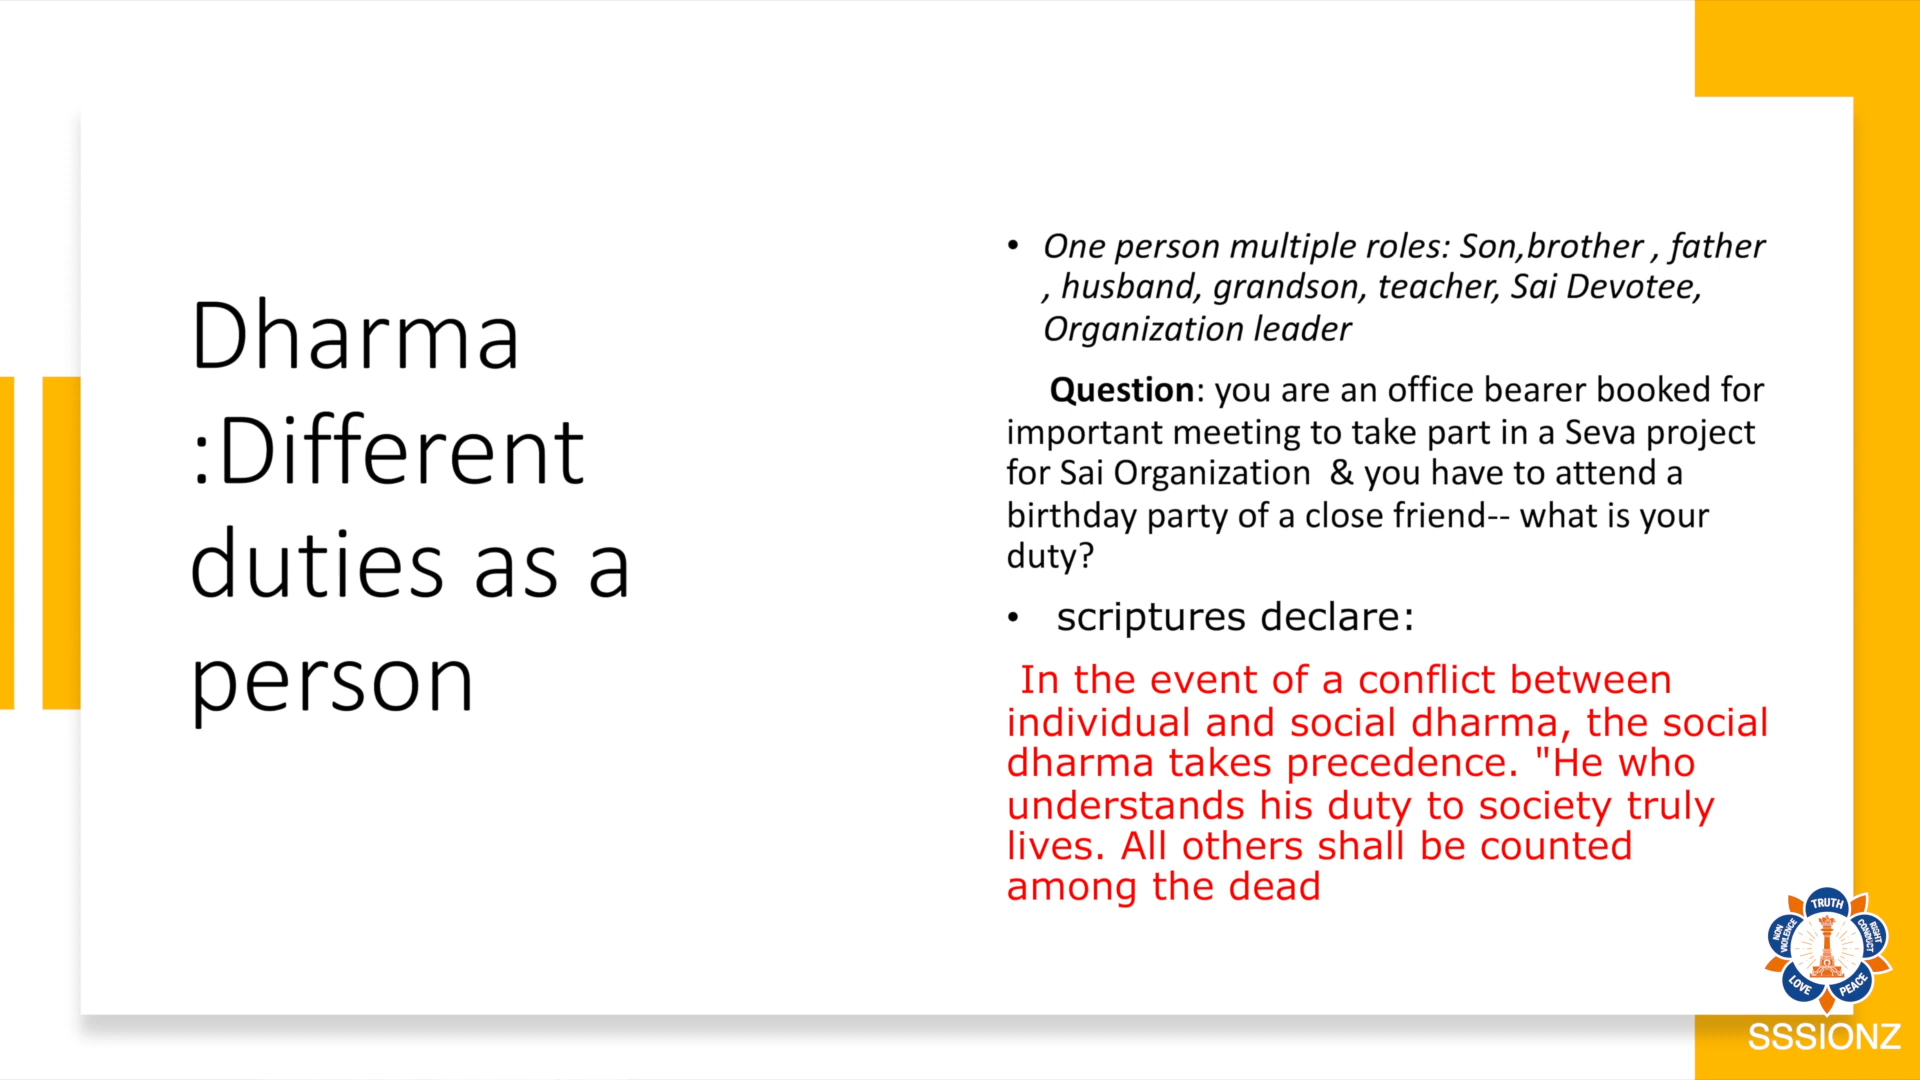 Dharma
:Different
duties as a
person
• One person multiple roles: Son,brother , father
, husband, grandson, teacher, Sai Devotee,
Organization leader
Question: you are an office bearer booked for
important meeting to take part in a Seva project
for Sai Organization & you have to attend a
birthday party of a close friend-- what is your
duty?
• scriptures declare:
In the event of a conflict between
individual and social dharma, the social
dharma takes precedence. "He who
understands his duty to society truly
lives. All others shall be counted
among the dead
TRUTH
RIGHT CONDUCT
PEACE
LOVE
NON VIOLENCE
SSSIONZ